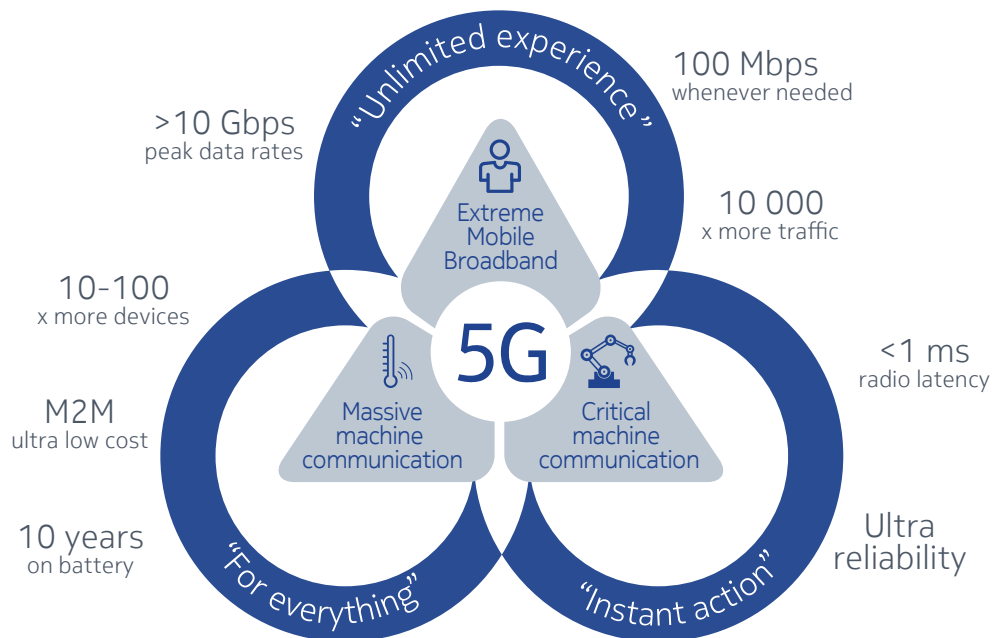 “Unlimited experience”
100 Mbps
whenever needed
>10 Gbps
peak data rates
10 000
x more traffic
Extreme
Mobile
Broadband
10-100
x more devices
5G
<1 ms
radio latency
M2M
ultra low cost
Massive
machine
communication
Critical
machine
communication
10 years
on battery
Ultra
reliability
“For everything”
“Instant action”